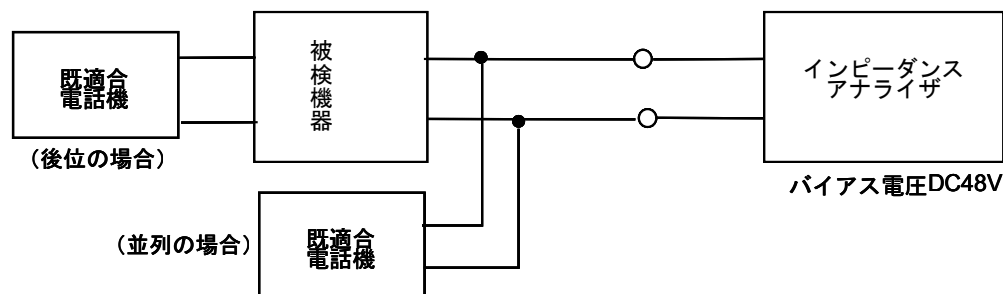 既適合
電話機
（後位の場合）
被
検
機
器
インピーダンス
アナライザ
バイアス電圧DC48V
（並列の場合）
既適合
電話機